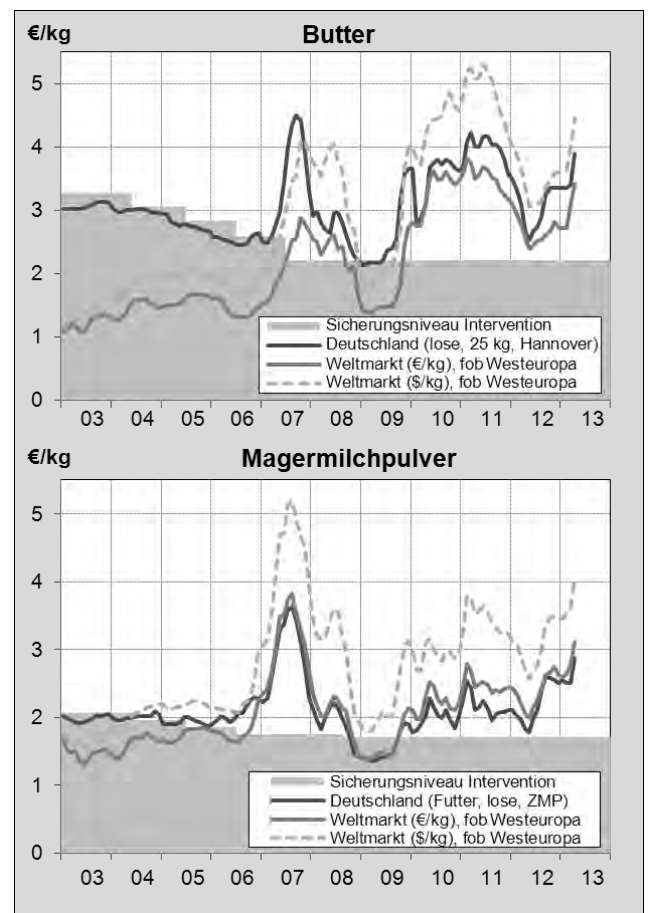 €/kg
Butter
5
4
3
2
1
0
Sicherungsniveau Intervention
Deutschland (lose, 25 kg, Hannover)
Weltmarkt (€/kg), fob Westeuropa
Weltmarkt ($/kg), fob Westeuropa
03 04 05 06 07 08 09 10 11 12 13
€/kg
Magermilchpulver
5
4
3
2
1
0
Sicherungsniveau Intervention
Deutschland (Futter, lose, ZMP)
Weltmarkt (€/kg), fob Westeuropa
Weltmarkt ($/kg), fob Westeuropa
03 04 05 06 07 08 09 10 11 12 13